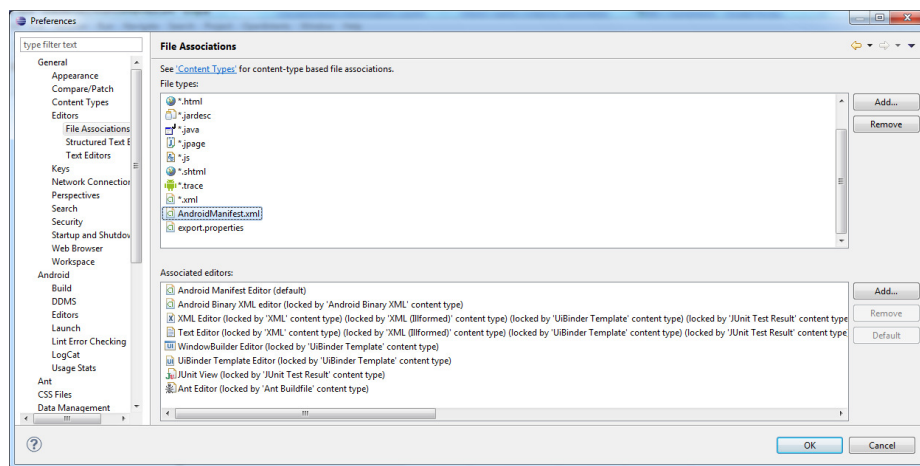 Preferences
type filter text
General
Appearance
Compare/Patch
Content Types
Editors
File Associations
Structured Text E
Text Editors
Keys
Network Connection
Perspectives
Search
Security
Startup and Shutdov
Web Browser
Workspace
Android
Build
DDMS
Editors
Launch
Lint Error Checking
LogCat
Usage Stats
Ant
CSS Files
Data Management
File Associations
See 'Content Types' for content-type based file associations.
File types:
*.html
*.jardesc
*.java
*.jpage
*.js
*.shtml
*.trace
*.xml
AndroidManifest.xml
export.properties
Add...
Remove
Associated editors:
Android Manifest Editor (default)
Android Binary XML editor (locked by 'Android Binary XML' content type)
XML Editor (locked by 'XML' content type) (locked by 'XML (Illformed)' content type) (locked by 'UiBinder Template' content type) (locked by 'JUnit Test Result' content type
Text Editor (locked by 'XML' content type) (locked by 'XML (Illformed)' content type) (locked by 'UiBinder Template' content type) (locked by 'JUnit Test Result' content type
WindowBuilder Editor (locked by 'UiBinder Template' content type)
UiBinder Template Editor (locked by 'UiBinder Template' content type)
JUnit View (locked by 'JUnit Test Result' content type)
Ant Editor (locked by 'Ant Buildfile' content type)
Add...
Remove
Default
OK
Cancel